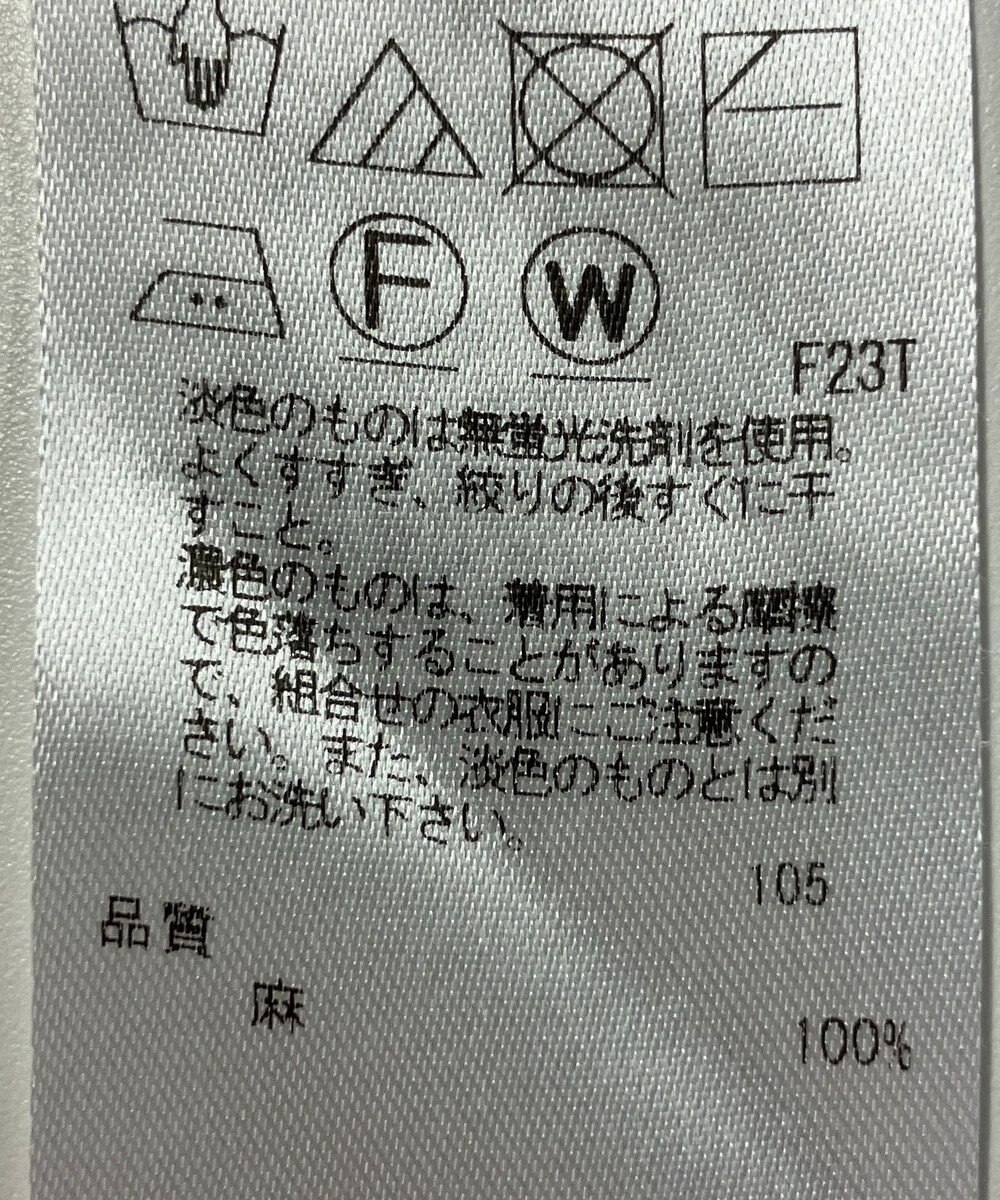 F
W
F23T
淡色のものは無蛍光洗剤を使用。
よくすすぎ、絞りの後すぐに干
すこと。
濃色のものは、着用による摩擦
で色落ちすることがありますの
で、組合せの衣服にご注意くだ
さい。また、淡色のものとは別
にお洗い下さい。
105
品質
麻 100%